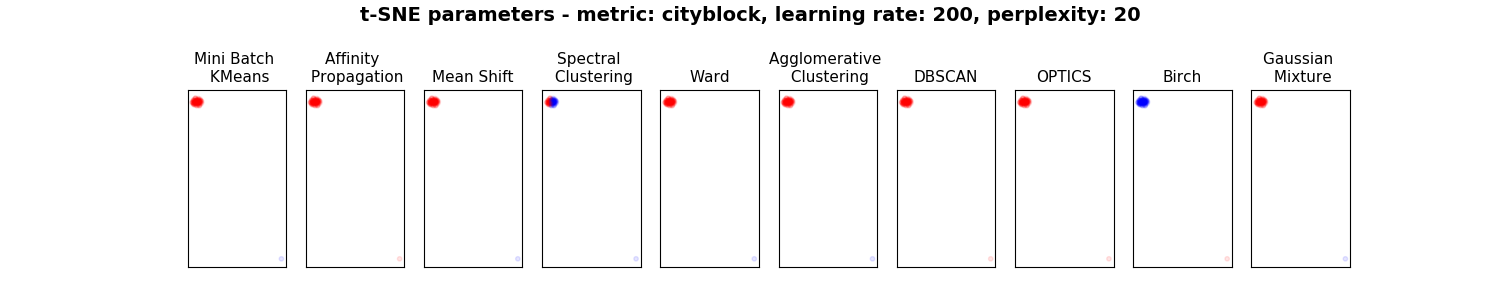 t-SNE parameters - metric: cityblock, learning rate: 200, perplexity: 20
Mini Batch
KMeans
Affinity
Propagation
Mean Shift
Spectral
Clustering
Ward
Agglomerative
Clustering
DBSCAN
OPTICS
Birch
Gaussian
Mixture